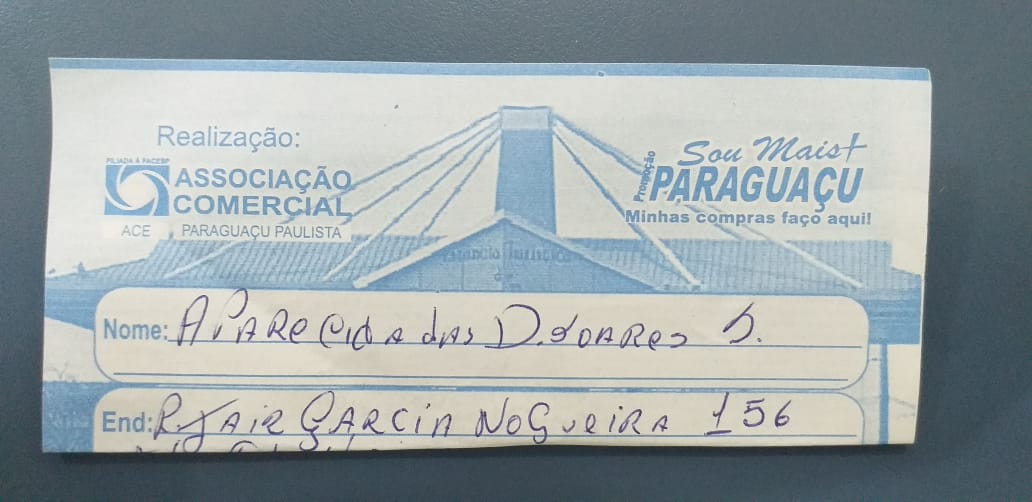 Realização:
FILIADA À FACESP
ASSOCIAÇÃO
COMERCIAL
ACE PARAGUAÇU PAULISTA
Promoção
Sou Mais+
PARAGUAÇU
Minhas compras faço aqui!
Nome: APARECIDA dAS D. SOARES S.
End: R. JAIR GARCIA NOGUEIRA 156